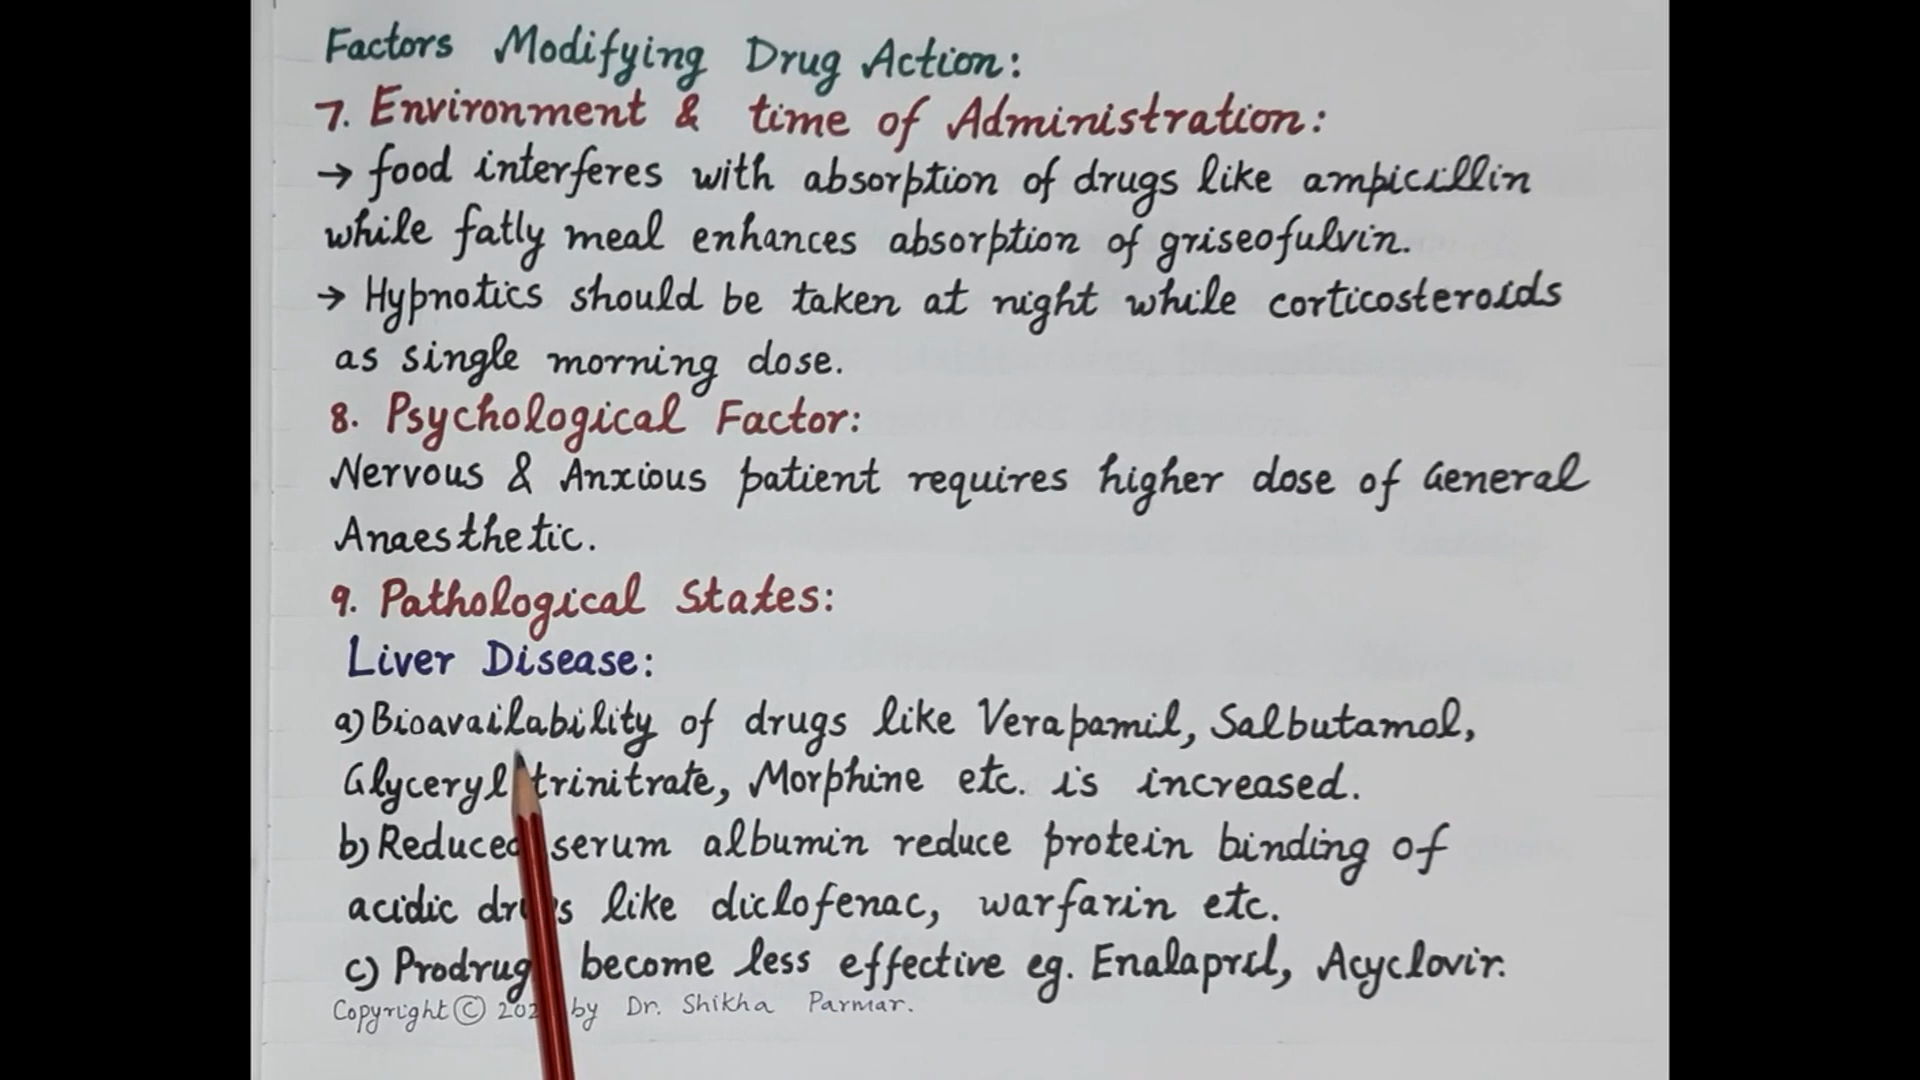 Factors Modifying Drug Action:
7. Environment & time of Administration:
→ food interferes with absorption of drugs like ampicillin
while fatly meal enhances absorption of griseofulvin.
→ Hypnotics should be taken at night while corticosteroids
as single morning dose.
8. Psychological Factor:
Nervous & Anxious patient requires higher dose of General
Anaesthetic.
9. Pathological States:
Liver Disease:
a) Bioavailability of drugs like Verapamil, Salbutamol,
Glyceryl trinitrate, Morphine etc. is increased.
b) Reduced serum albumin reduce protein binding of
acidic drugs like diclofenac, warfarin etc.
c) Prodrug become less effective eg. Enalapril, Acyclovir.
Copyright © by Dr. Shikha Parmar.